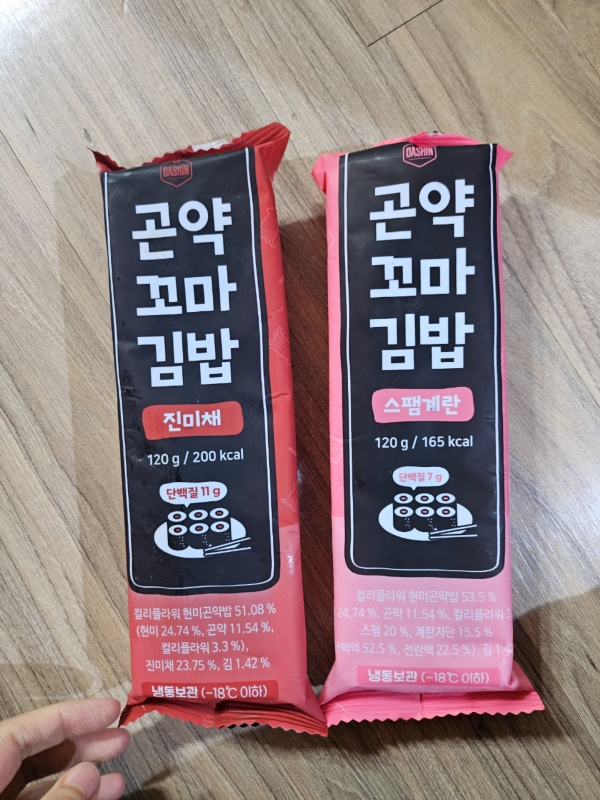 DASHIN
곤약
꼬마
김밥
진미채
120 g / 200 kcal
단백질 11 g
컬리플라워 현미곤약밥 51.08 %
(현미 24.74 %, 곤약 11.54 %,
컬리플라워 3.3 %),
진미채 23.75 %, 김 1.42 %
냉동보관 (-18℃ 이하)
DASHIN
곤약
꼬마
김밥
스팸계란
120 g / 165 kcal
단백질 7 g
컬리플라워 현미곤약밥 53.5 %
24.74 %, 곤약 11.54 %, 컬리플라워
스팸 20 %, 계란지단 15.5 %
전란액 22.5 %), 김
냉동보관 (-18℃ 이하)